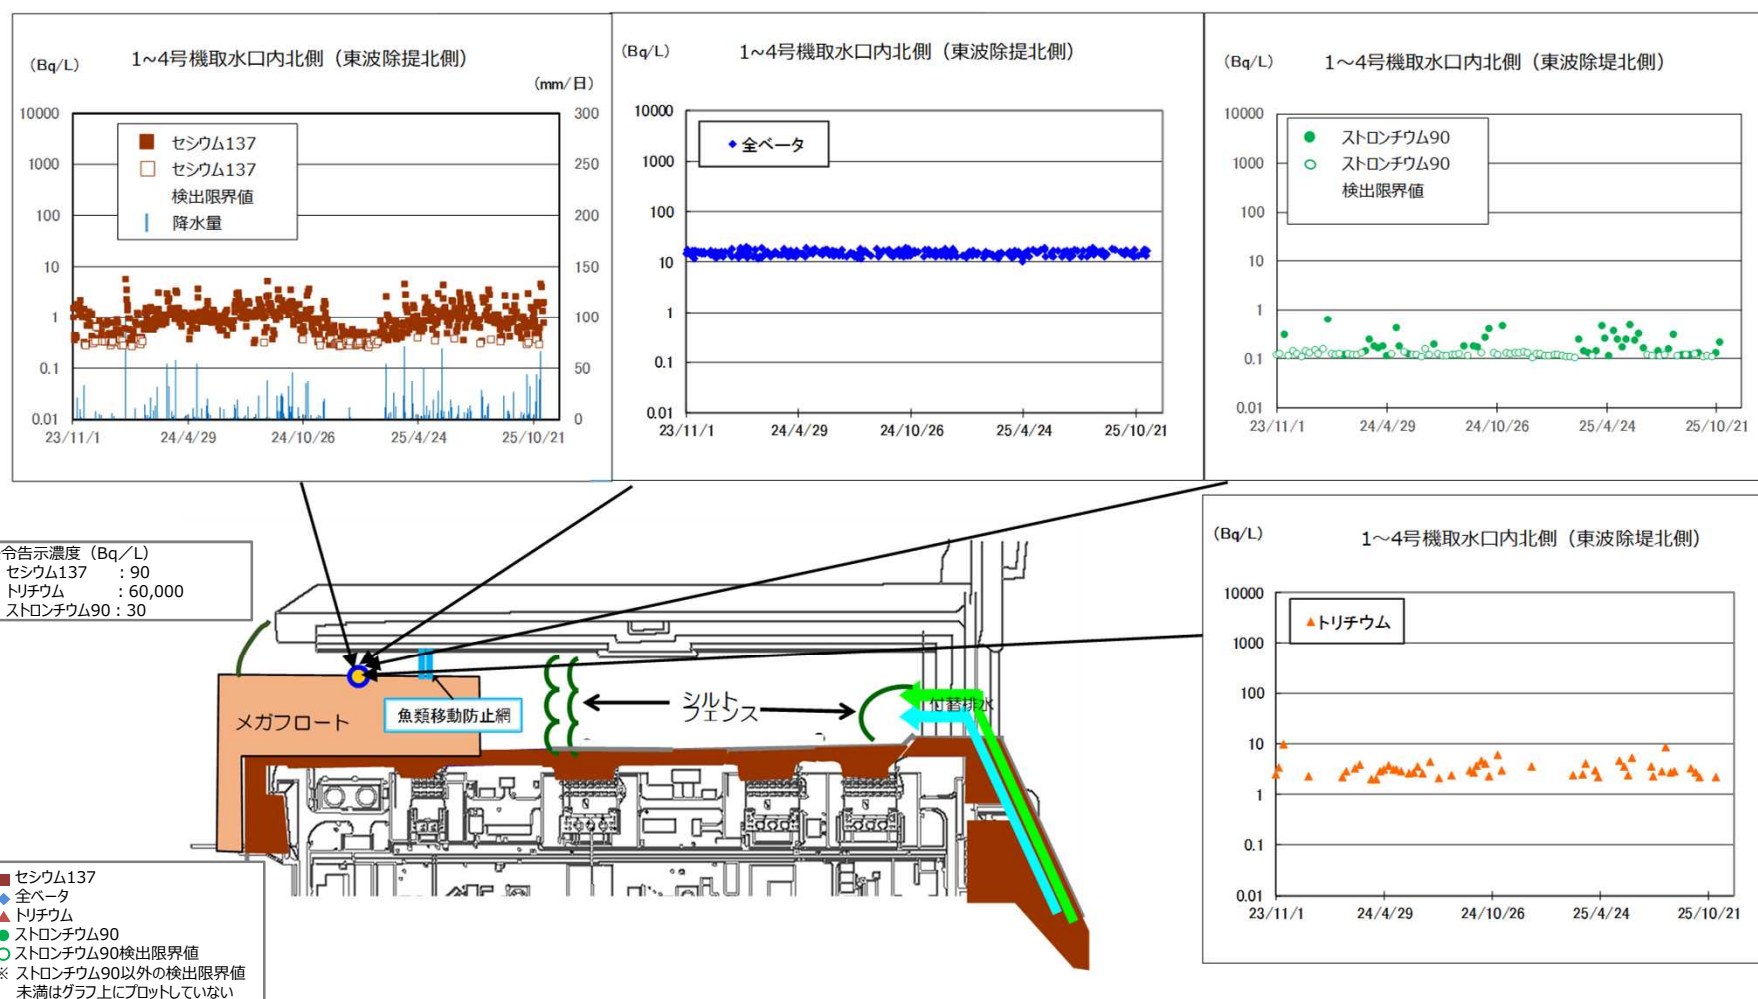 1~4号機取水口内北側（東波除提北側）
(Bq/L)
(mm/日)
10000
1000
100
10
1
0.1
0.01
300
250
200
150
100
50
0
セシウム137
セシウム137
検出限界値
降水量
23/11/1
24/4/29
24/10/26
25/4/24
25/10/21
1~4号機取水口内北側（東波除提北側）
(Bq/L)
10000
1000
100
10
1
0.1
0.01
全ベータ
23/11/1
24/4/29
24/10/26
25/4/24
25/10/21
1～4号機取水口内北側（東波除堤北側）
(Bq/L)
10000
1000
100
10
1
0.1
0.01
ストロンチウム90
ストロンチウム90
検出限界値
23/11/1
24/4/29
24/10/26
25/4/24
25/10/21
令告示濃度（Bq／L）
セシウム137　：90
トリチウム　：60,000
ストロンチウム90：30
メガフロート
魚類移動防止網
シルト
フェンス
付替排水
1～4号機取水口内北側（東波除堤北側）
(Bq/L)
10000
1000
100
10
1
0.1
0.01
トリチウム
23/11/1
24/4/29
24/10/26
25/4/24
25/10/21
セシウム137
全ベータ
トリチウム
ストロンチウム90
ストロンチウム90検出限界値
※ ストロンチウム90以外の検出限界値
未満はグラフ上にプロットしていない